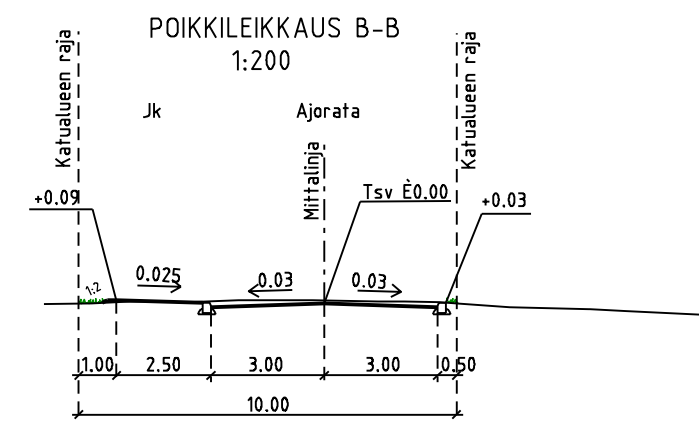 POIKKILEIKKAUS B-B
1:200
Katualueen raja
Jk
Ajorata
Katualueen raja
Mittalinja
+0.09
Tsv È0.00
+0.03
1:2
0.025
0.03
0.03
1.00
2.50
3.00
3.00
0.50
10.00